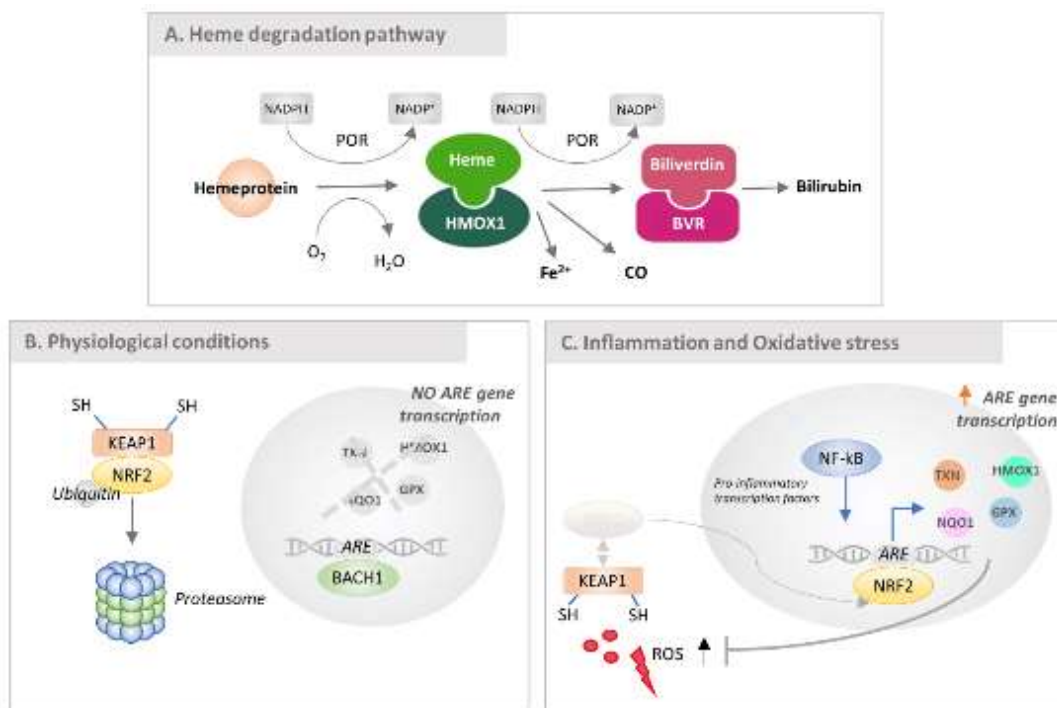 A. Heme degradation pathway
NADPH NADP⁺ NADPH NADP⁺
POR POR
Heme Biliverdin
Hemeprotein Bilirubin
HMOX1 BVR
O₂ H₂O
Fe²⁺ CO
B. Physiological conditions
SH SH
KEAP1
NRF2
Ubiquitin
Proteasome
NO ARE gene
transcription
HMOX1
NQO1 GPX
ARE
BACH1
C. Inflammation and Oxidative stress
ARE gene
transcription
NF-kB
Pro-inflammatory
transcription factors
TXN HMOX1
NQO1 GPX
ARE
NRF2
KEAP1
SH SH
ROS